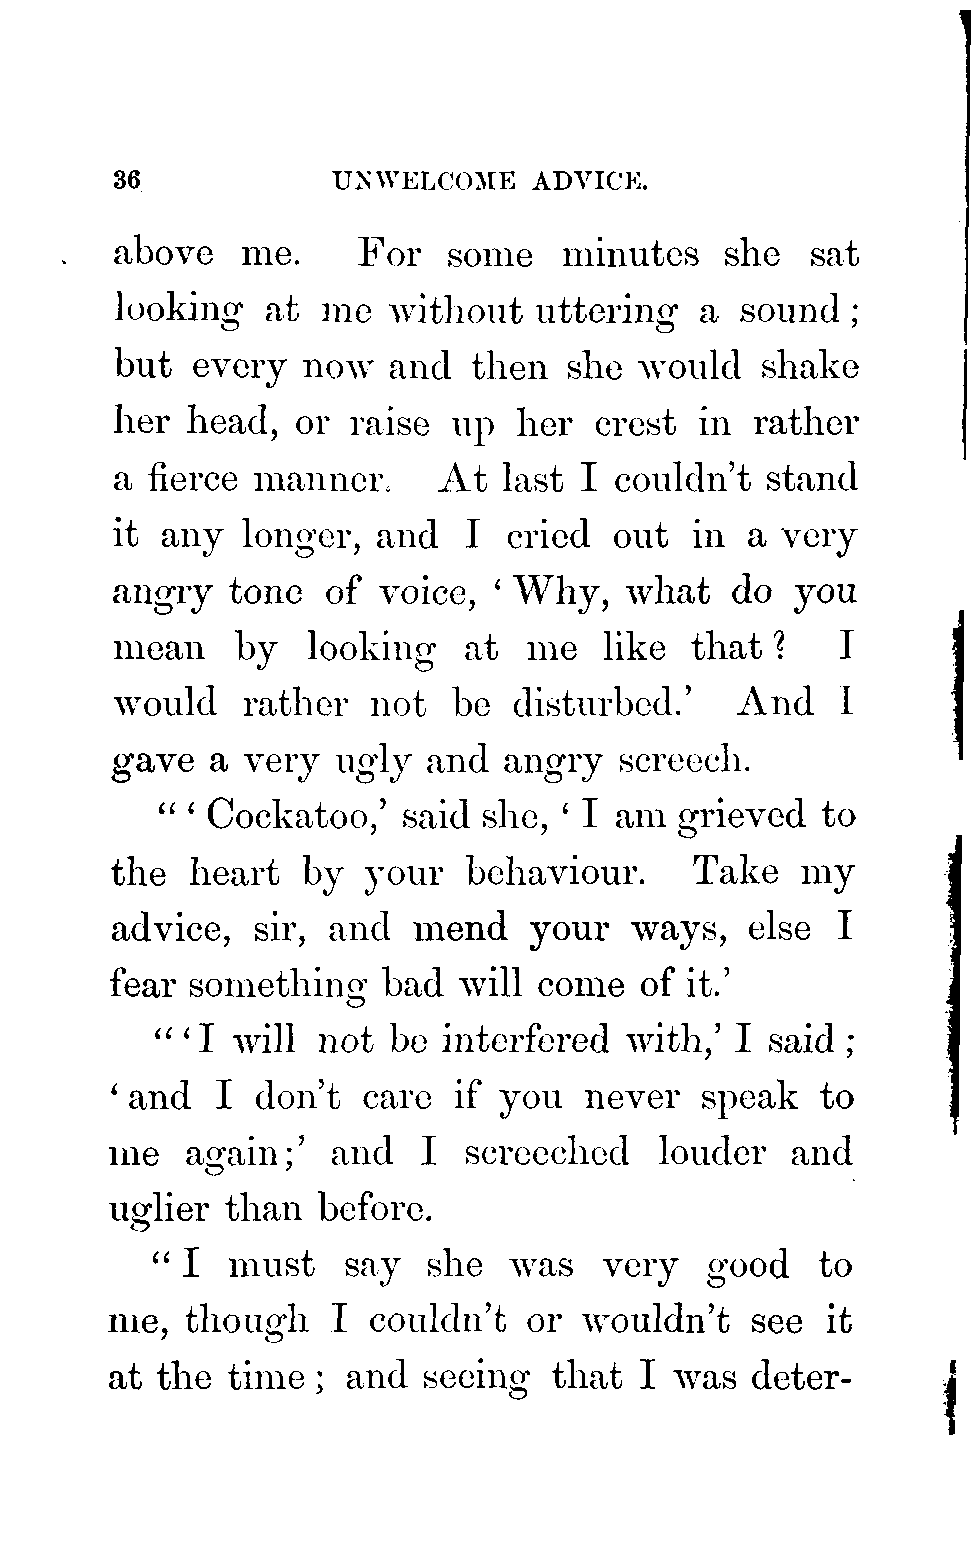 36 UNWELCOME ADVICE.
above me. For some minutes she sat
looking at me without uttering a sound;
but every now and then she would shake
her head, or raise up her crest in rather
a fierce manner. At last I couldn't stand
it any longer, and I cried out in a very
angry tone of voice, ‘Why, what do you
mean by looking at me like that? I
would rather not be disturbed.’ And I
gave a very ugly and angry screech.
“‘Cockatoo,’ said she, ‘I am grieved to
the heart by your behaviour. Take my
advice, sir, and mend your ways, else I
fear something bad will come of it.’
“‘I will not be interfered with,’ I said;
‘and I don't care if you never speak to
me again;’ and I screeched louder and
uglier than before.
“I must say she was very good to
me, though I couldn't or wouldn't see it
at the time; and seeing that I was deter-